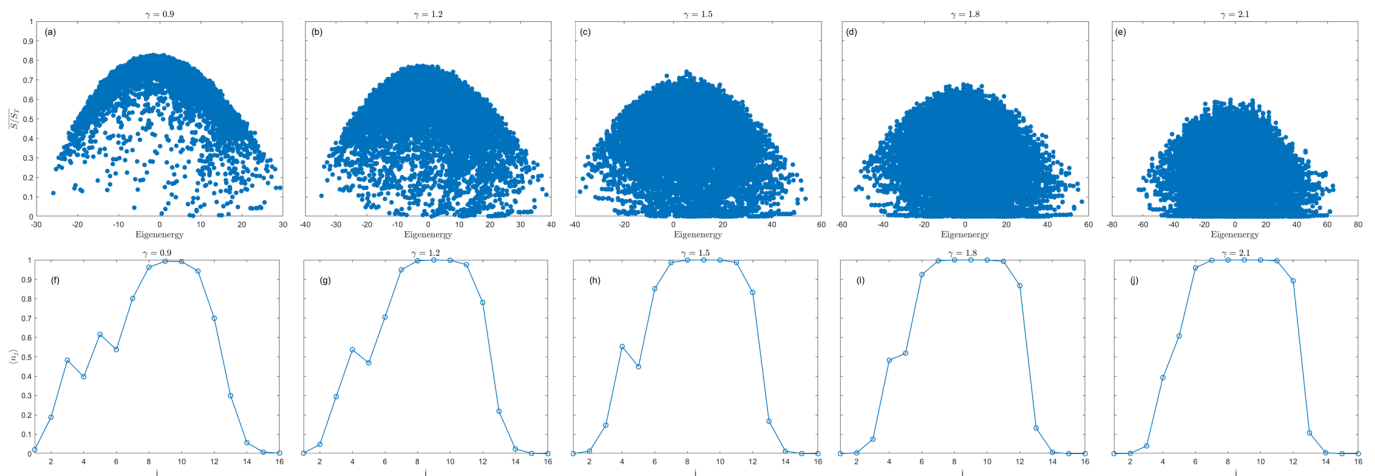 γ = 0.9
γ = 1.2
γ = 1.5
γ = 1.8
γ = 2.1
(a)
(b)
(c)
(d)
(e)
1
0.9
0.8
0.7
0.6
0.5
0.4
0.3
0.2
0.1
0
S/S_T
-30 -20 -10 0 10 20 30
-40 -30 -20 -10 0 10 20 30 40
-60 -40 -20 0 20 40 60
-60 -40 -20 0 20 40 60
-80 -60 -40 -20 0 20 40 60 80
Eigenenergy
Eigenenergy
Eigenenergy
Eigenenergy
Eigenenergy
γ = 0.9
γ = 1.2
γ = 1.5
γ = 1.8
γ = 2.1
(f)
(g)
(h)
(i)
(j)
1
0.9
0.8
0.7
0.6
0.5
0.4
0.3
0.2
0.1
0
⟨n_j⟩
2 4 6 8 10 12 14 16
2 4 6 8 10 12 14 16
2 4 6 8 10 12 14 16
2 4 6 8 10 12 14 16
2 4 6 8 10 12 14 16